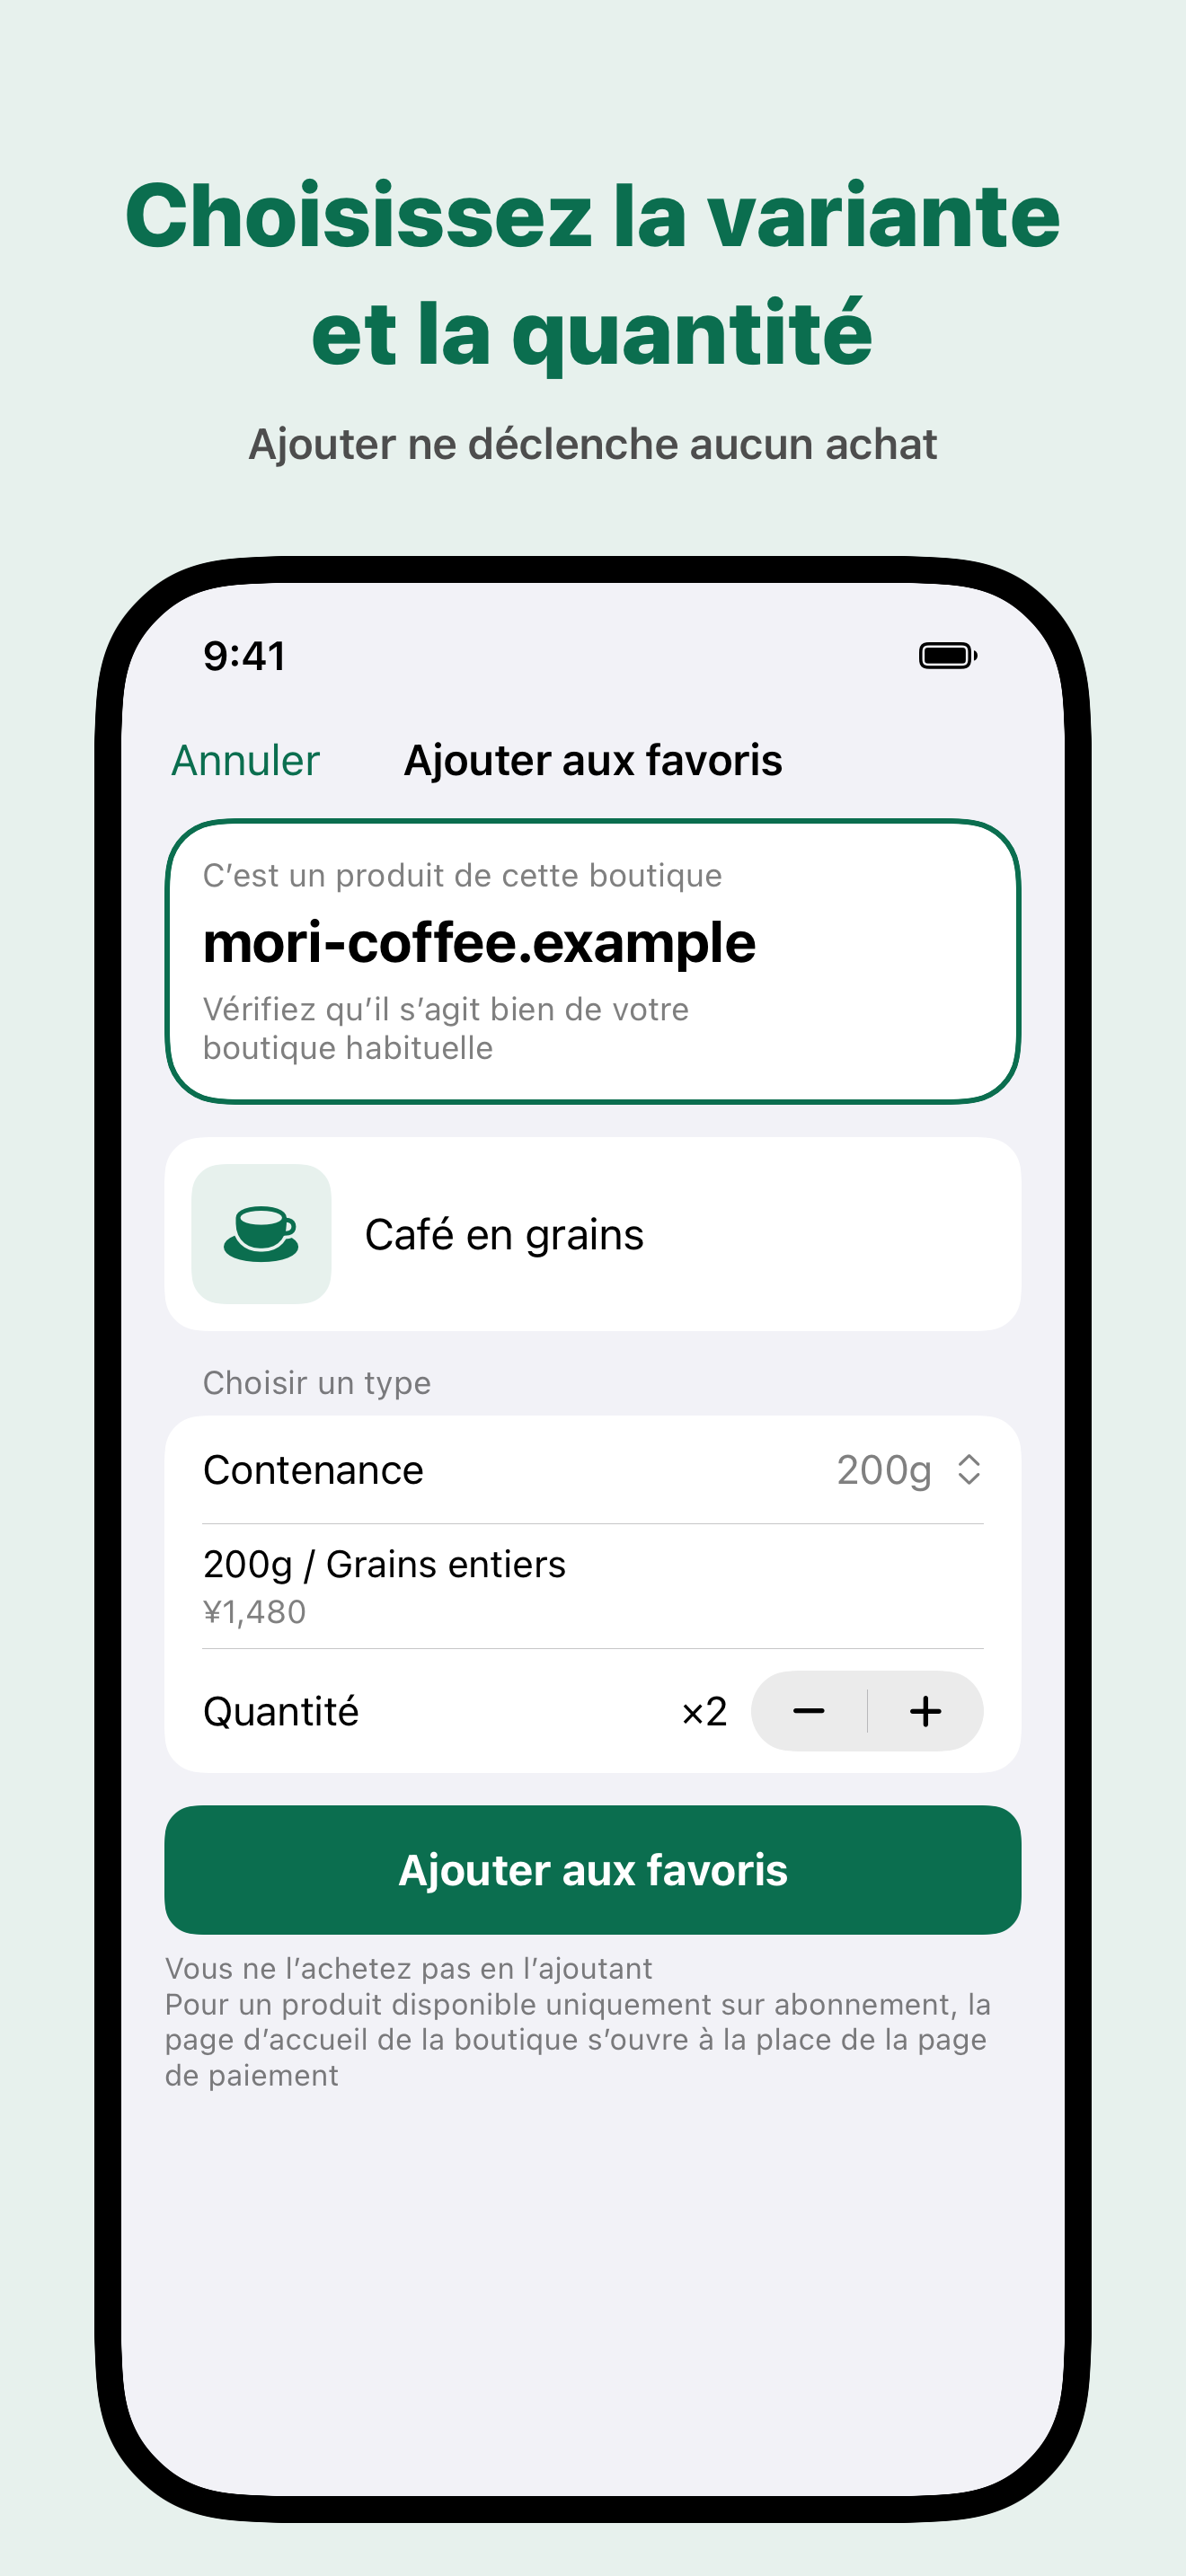 Choisissez la variante
et la quantité
Ajouter ne déclenche aucun achat
9:41
Annuler
Ajouter aux favoris
C’est un produit de cette boutique
mori-coffee.example
Vérifiez qu’il s’agit bien de votre
boutique habituelle
Café en grains
Choisir un type
Contenance 200g
200g / Grains entiers
¥1,480
Quantité ×2 − +
Ajouter aux favoris
Vous ne l’achetez pas en l’ajoutant
Pour un produit disponible uniquement sur abonnement, la
page d’accueil de la boutique s’ouvre à la place de la page
de paiement